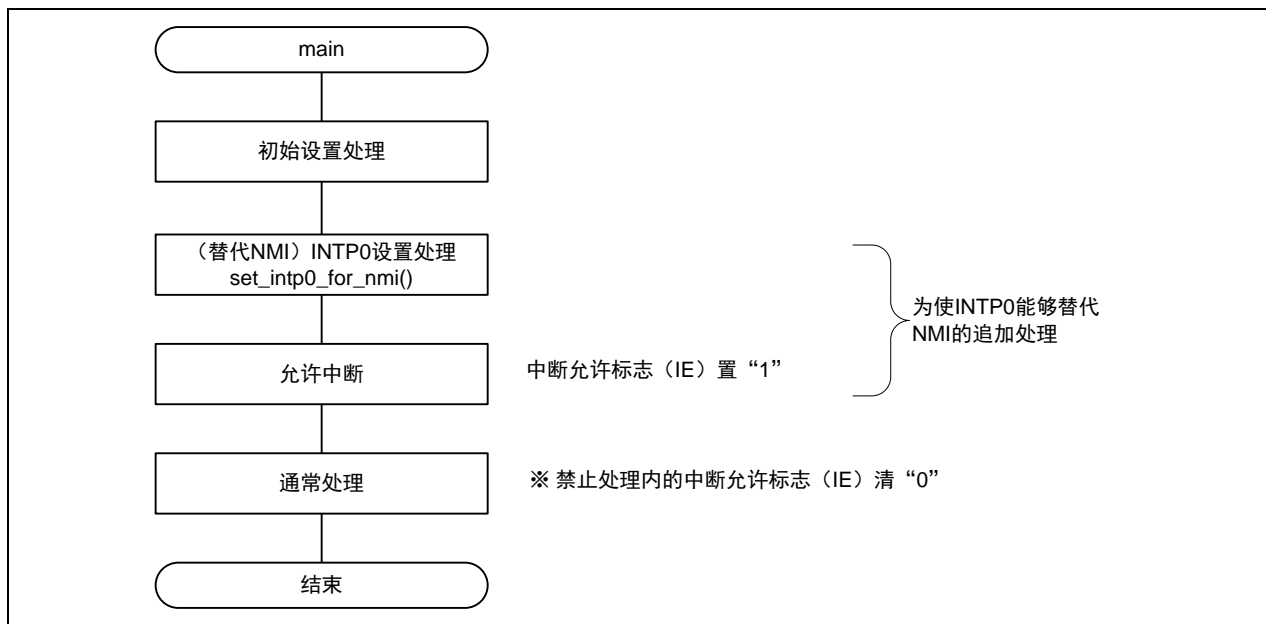 main
初始设置处理
（替代NMI）INTP0设置处理
set_intp0_for_nmi()
为使INTP0能够替代
NMI的追加处理
允许中断
中断允许标志（IE）置“1”
通常处理
※ 禁止处理内的中断允许标志（IE）清“0”
结束